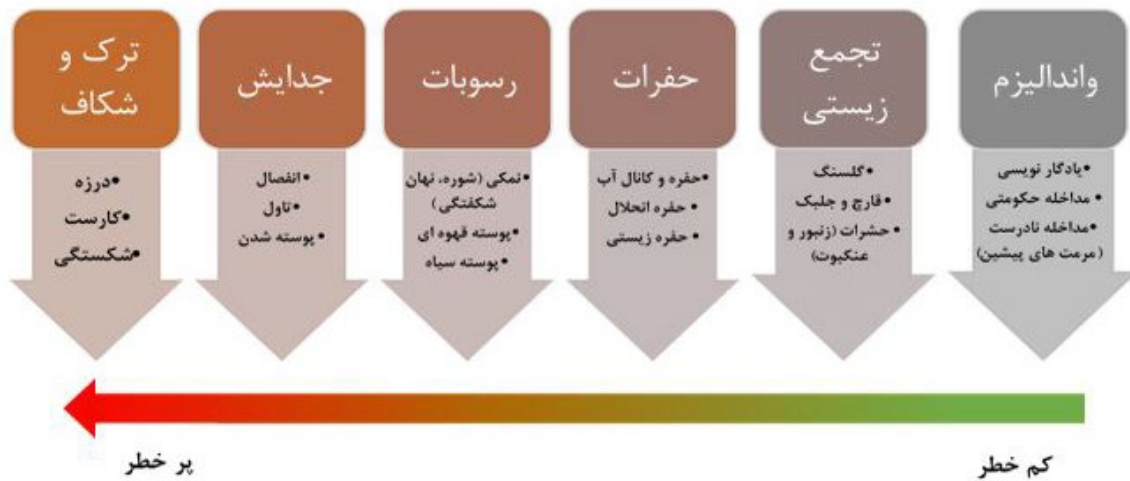 واندالیزم
•یادگار نویسی
• مداخله حکومتی
•مداخله نادرست
(مرمت های پیشین)
تجمع
زیستی
• گلسنگ
• قارچ و جلبک
• حشرات (زنبور و
عنکبوت)
حفرات
•حفره و کانال آب
• حفره انحلال
• حفره زیستی
رسوبات
•نمکی (شوره، نهان
شکفتگی)
•پوسته قهوه ای
• پوسته سیاه
جدایش
•انفصال
•تاول
• پوسته شدن
ترک و
شکاف
•درزه
•کارست
•شکستگی
کم خطر
پر خطر